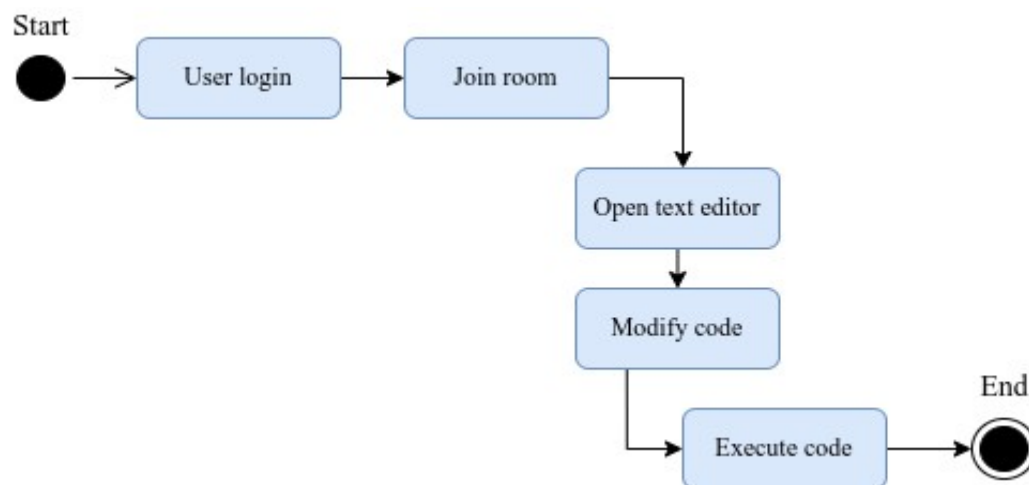 Start
User login
Join room
Open text editor
Modify code
End
Execute code